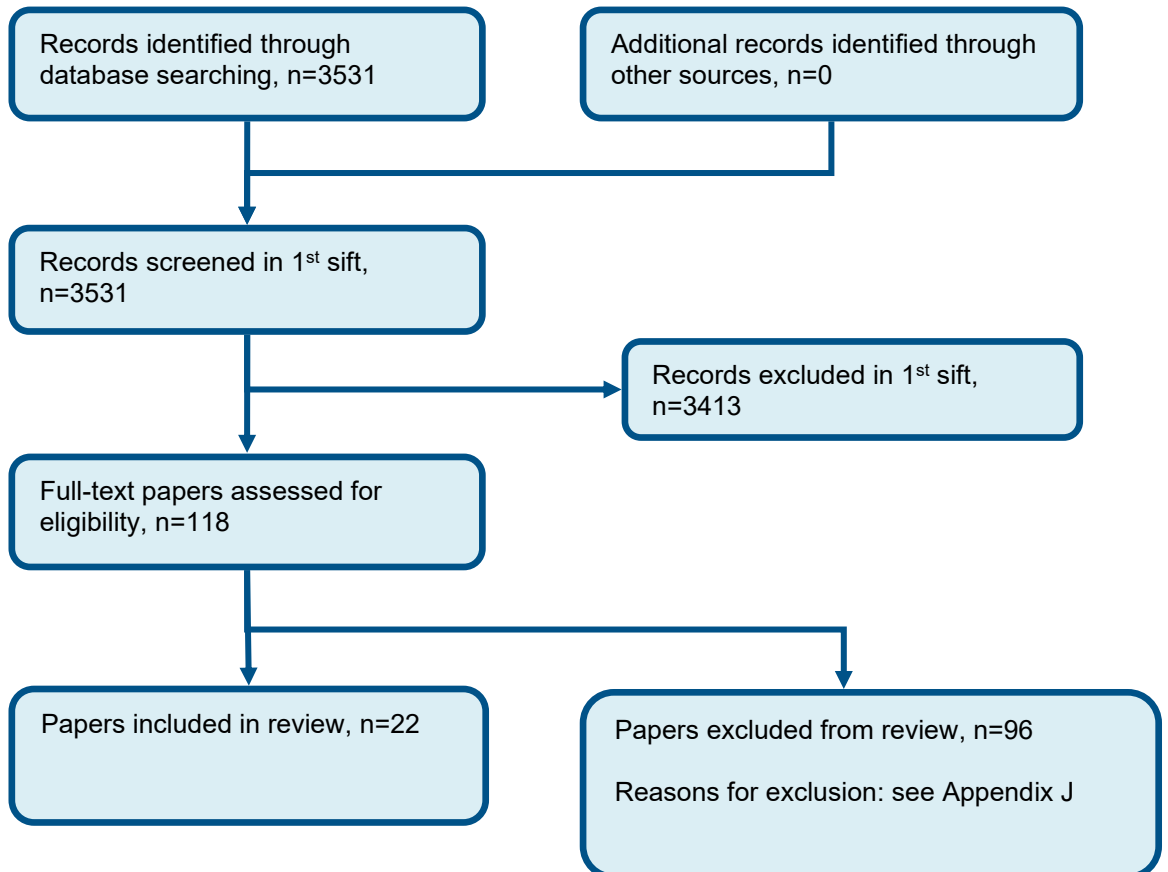 Records identified through
database searching, n=3531
Additional records identified through
other sources, n=0
Records screened in 1st sift,
n=3531
Records excluded in 1st sift,
n=3413
Full-text papers assessed for
eligibility, n=118
Papers included in review, n=22
Papers excluded from review, n=96
Reasons for exclusion: see Appendix J